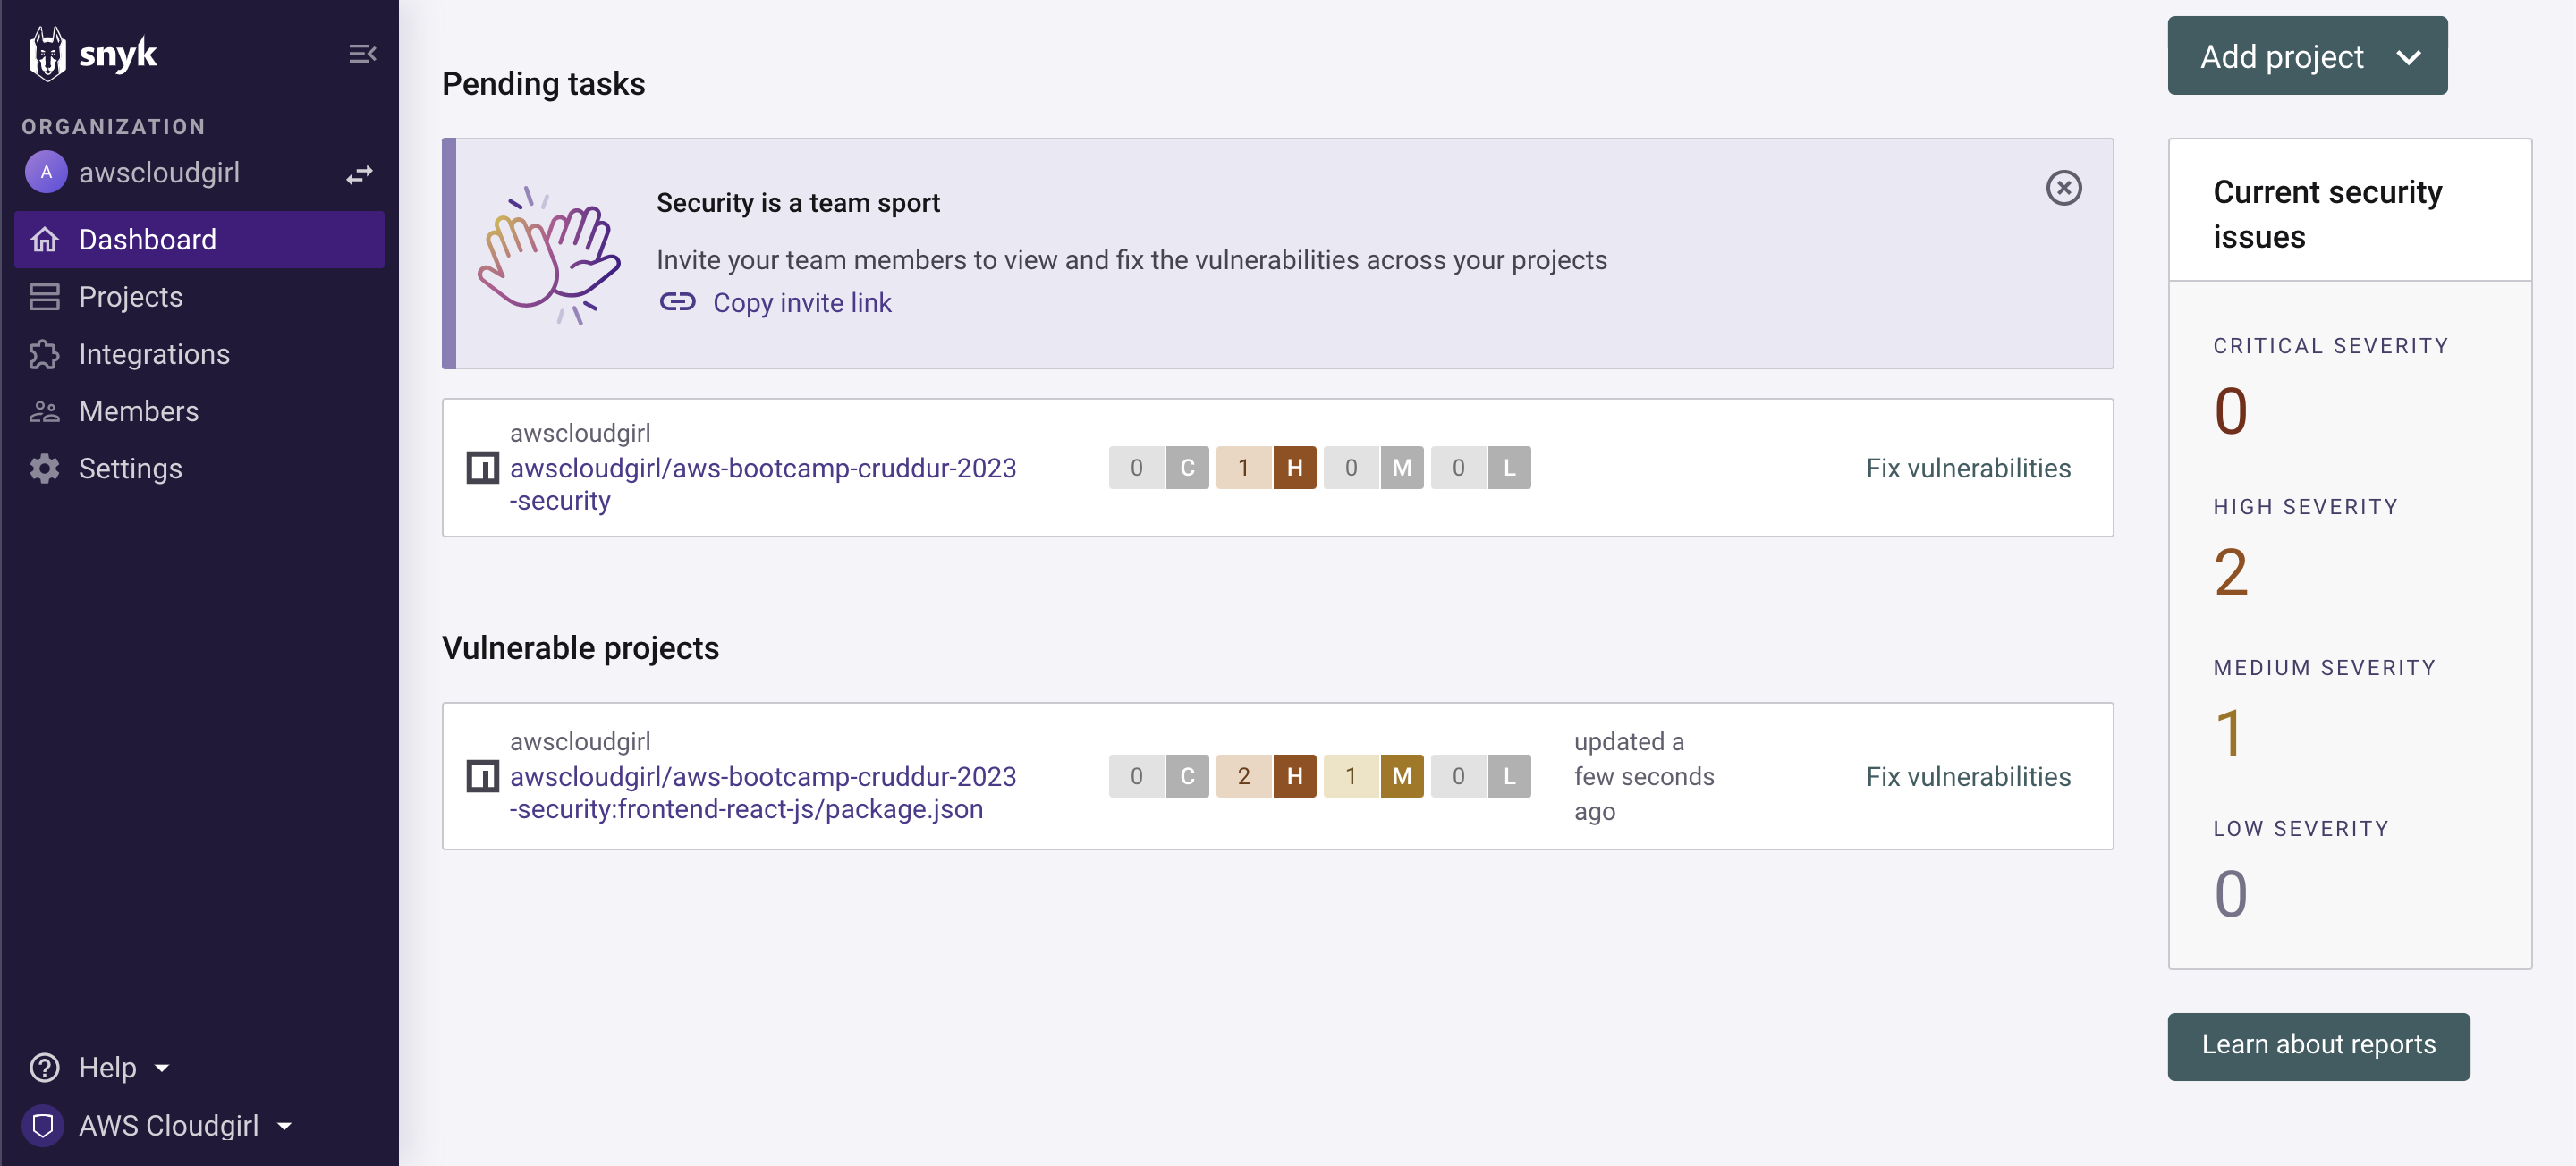 snyk
ORGANIZATION
A awscloudgirl
Dashboard
Projects
Integrations
Members
Settings
Help
AWS Cloudgirl
Pending tasks
Security is a team sport
Invite your team members to view and fix the vulnerabilities across your projects
Copy invite link
awscloudgirl
awscloudgirl/aws-bootcamp-cruddur-2023
-security
0 C 1 H 0 M 0 L
Fix vulnerabilities
Vulnerable projects
awscloudgirl
awscloudgirl/aws-bootcamp-cruddur-2023
-security:frontend-react-js/package.json
0 C 2 H 1 M 0 L
updated a
few seconds
ago
Fix vulnerabilities
Add project
Current security
issues
CRITICAL SEVERITY
0
HIGH SEVERITY
2
MEDIUM SEVERITY
1
LOW SEVERITY
0
Learn about reports